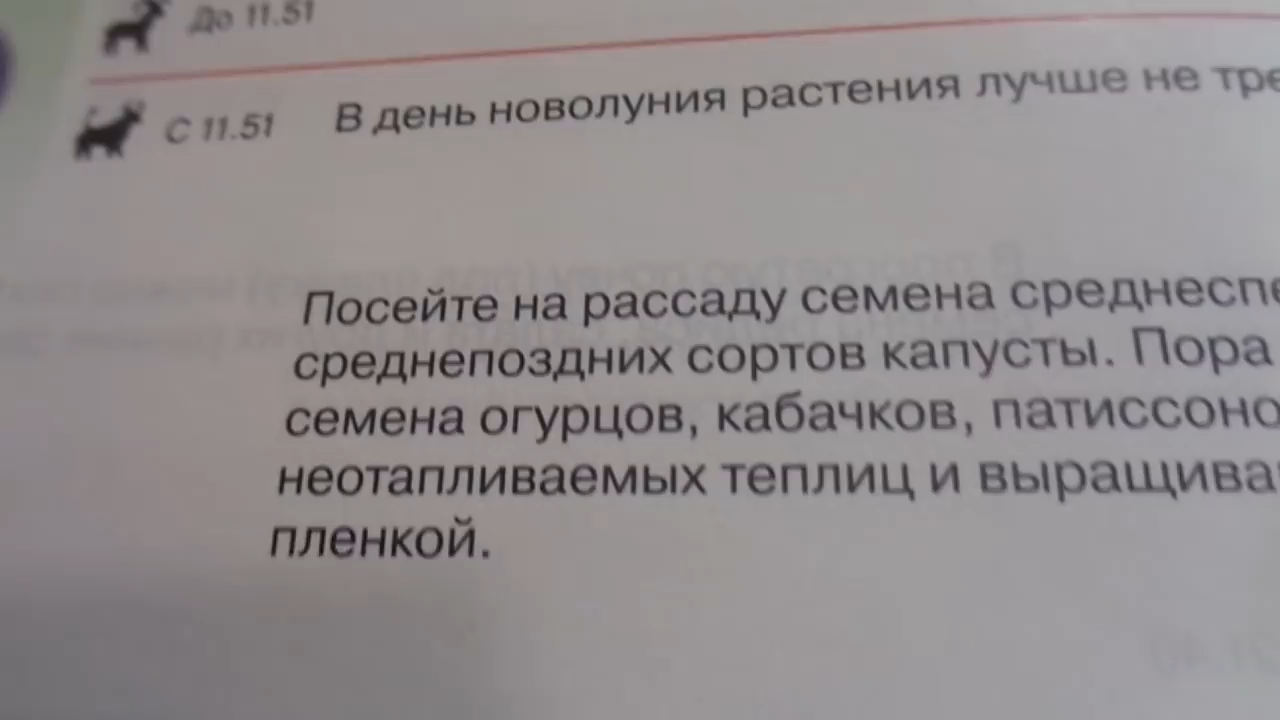 До 11.51
С 11.51 В день новолуния растения лучше не тре
Посейте на рассаду семена среднеспе
среднепоздних сортов капусты. Пора
семена огурцов, кабачков, патиссоно
неотапливаемых теплиц и выращива
пленкой.